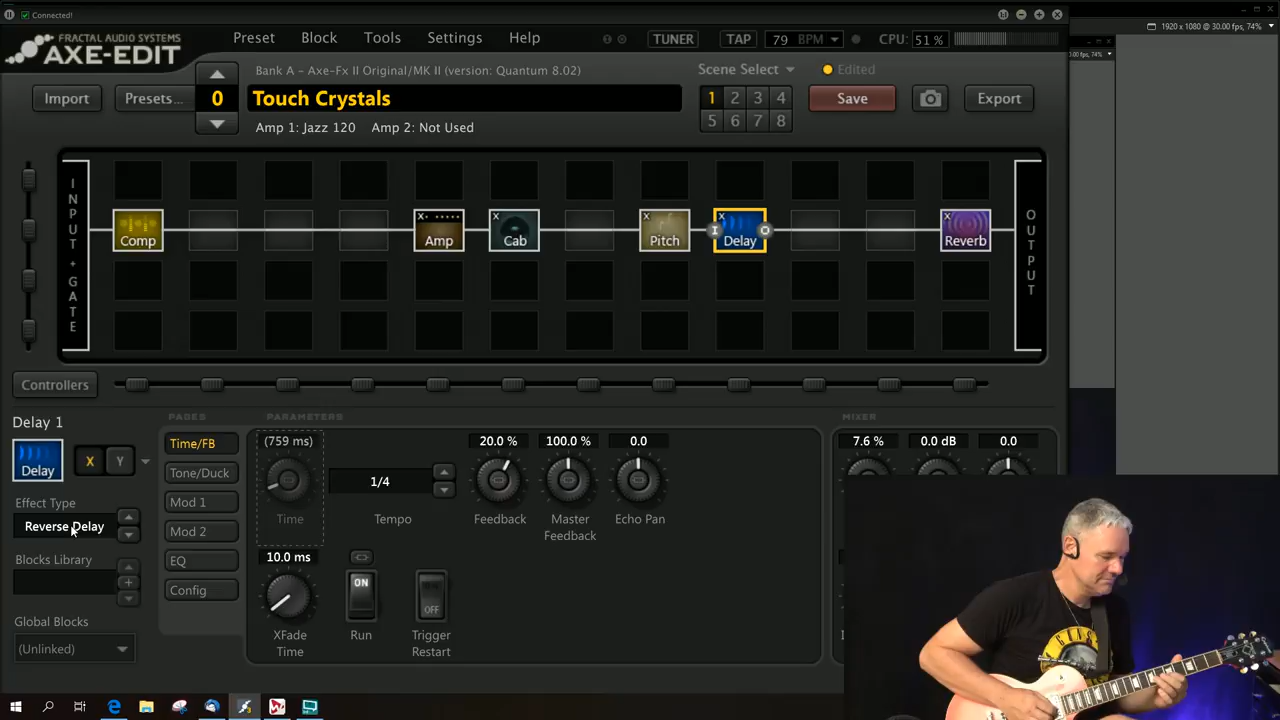 Connected!
1920 x 1080 @ 30.00 fps, 74%
FRACTAL AUDIO SYSTEMS
AXE-EDIT
Preset Block Tools Settings Help
TUNER TAP 79 BPM CPU: 51 %
Bank A - Axe-Fx II Original/MK II (version: Quantum 8.02)
Scene Select Edited
Import Presets... 0 Touch Crystals 1 2 3 4 Save Export
5 6 7 8
Amp 1: Jazz 120 Amp 2: Not Used
INPUT + GATE
Comp
X Amp
X Cab
X Pitch
X I Delay O
X Reverb
OUTPUT
Controllers
Delay 1
Delay
X Y
Effect Type
Reverse Delay
Blocks Library
Global Blocks
(Unlinked)
PAGES
Time/FB
Tone/Duck
Mod 1
Mod 2
EQ
Config
PARAMETERS
(759 ms) 20.0 % 100.0 % 0.0
1/4
Time Tempo Feedback Master Feedback Echo Pan
10.0 ms ON OFF
XFade Time Run Trigger Restart
MIXER
7.6 % 0.0 dB 0.0